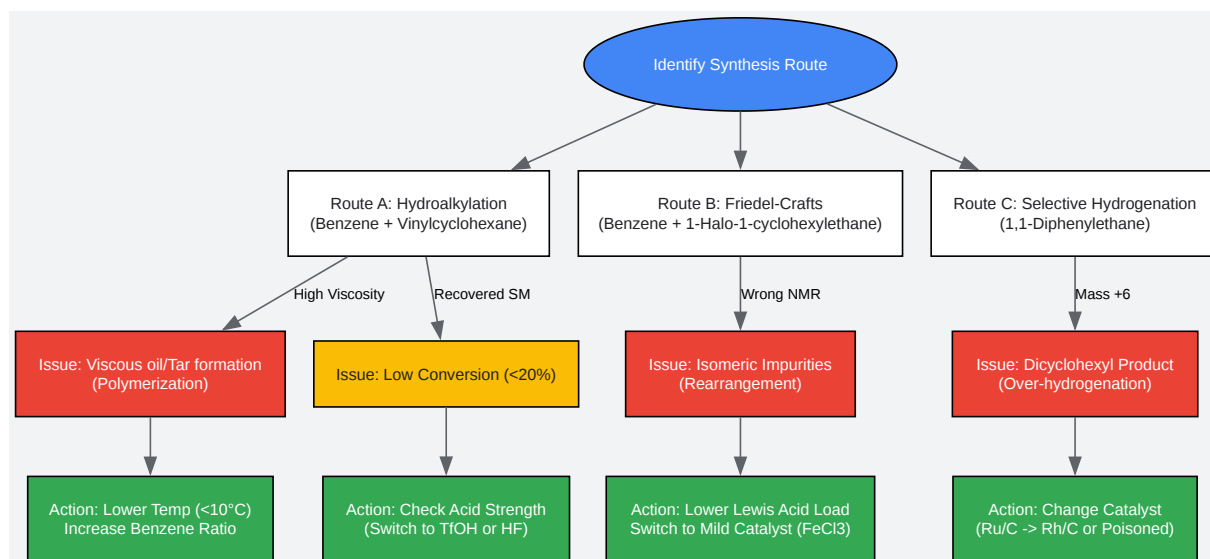 Identify Synthesis Route
Route A: Hydroalkylation
(Benzene + Vinylcyclohexane)
Route B: Friedel-Crafts
(Benzene + 1-Halo-1-cyclohexylethane)
Route C: Selective Hydrogenation
(1,1-Diphenylethane)
High Viscosity
Recovered SM
Wrong NMR
Mass +6
Issue: Viscous oil/Tar formation
(Polymerization)
Issue: Low Conversion (<20%)
Issue: Isomeric Impurities
(Rearrangement)
Issue: Dicyclohexyl Product
(Over-hydrogenation)
Action: Lower Temp (<10°C)
Increase Benzene Ratio
Action: Check Acid Strength
(Switch to TfOH or HF)
Action: Lower Lewis Acid Load
Switch to Mild Catalyst (FeCl3)
Action: Change Catalyst
(Ru/C -> Rh/C or Poisoned)